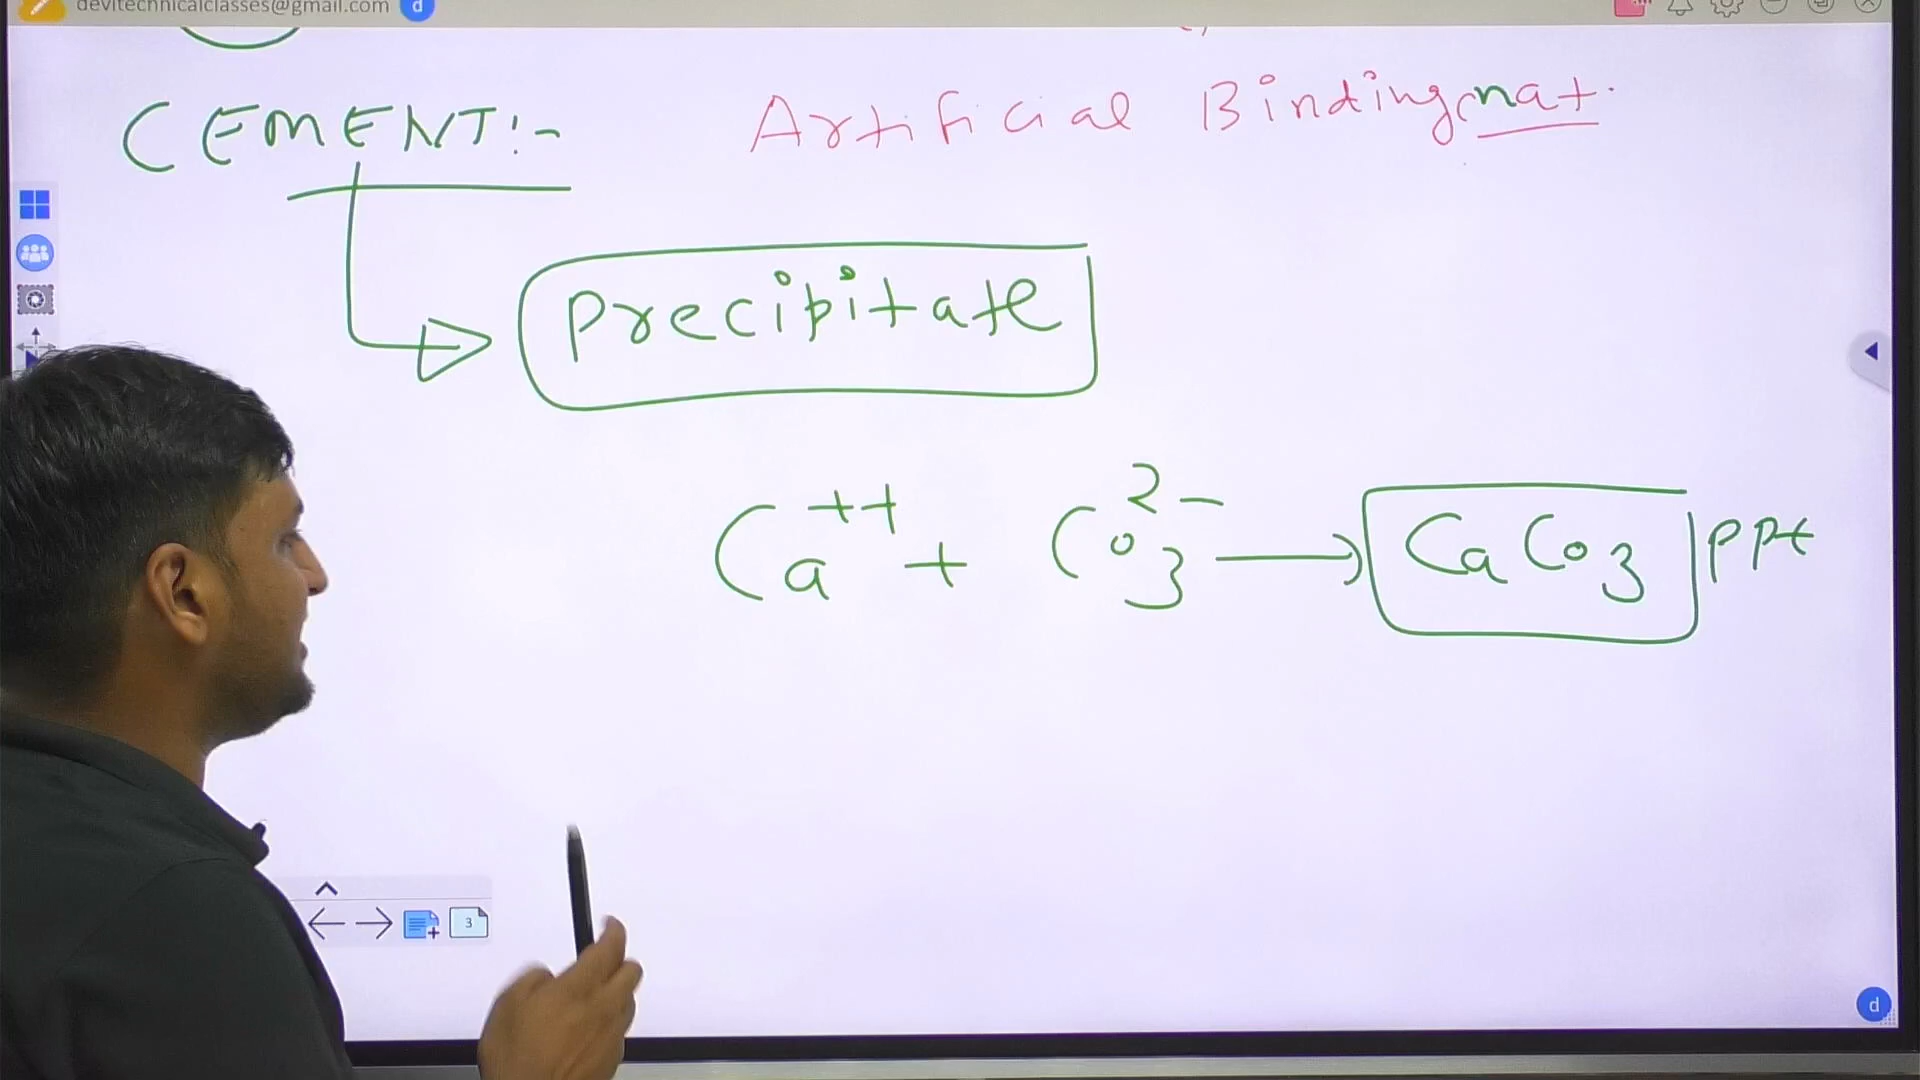 devitechnicalclasses@gmail.com d
CEMENT:- Artificial Binding mat.
Precipitate
Ca++ + Co3 2- → CaCo3 PPt
3
d